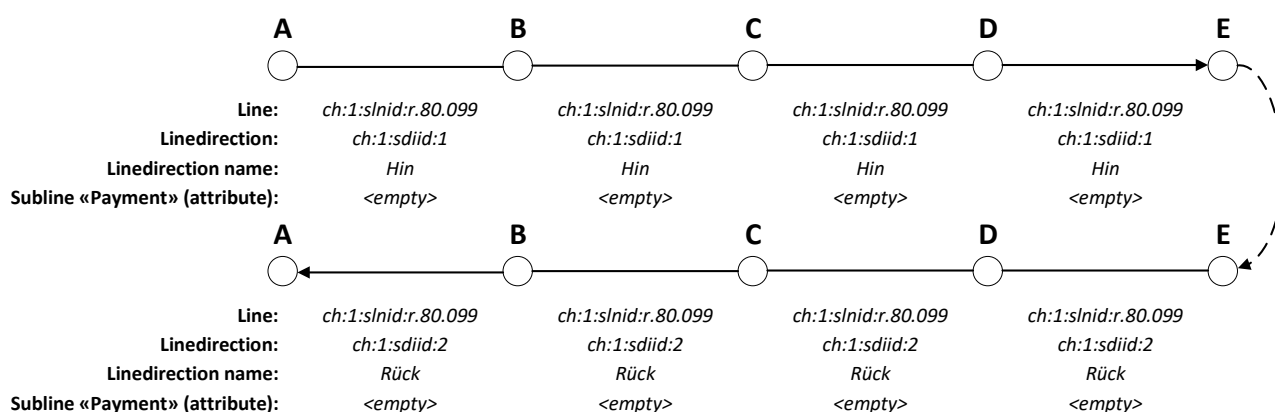 A B C D E
Line: ch:1:slnid:r.80.099 ch:1:slnid:r.80.099 ch:1:slnid:r.80.099 ch:1:slnid:r.80.099
Linedirection: ch:1:sdiid:1 ch:1:sdiid:1 ch:1:sdiid:1 ch:1:sdiid:1
Linedirection name: Hin Hin Hin Hin
Subline «Payment» (attribute): <empty> <empty> <empty> <empty>
A B C D E
Line: ch:1:slnid:r.80.099 ch:1:slnid:r.80.099 ch:1:slnid:r.80.099 ch:1:slnid:r.80.099
Linedirection: ch:1:sdiid:2 ch:1:sdiid:2 ch:1:sdiid:2 ch:1:sdiid:2
Linedirection name: Rück Rück Rück Rück
Subline «Payment» (attribute): <empty> <empty> <empty> <empty>